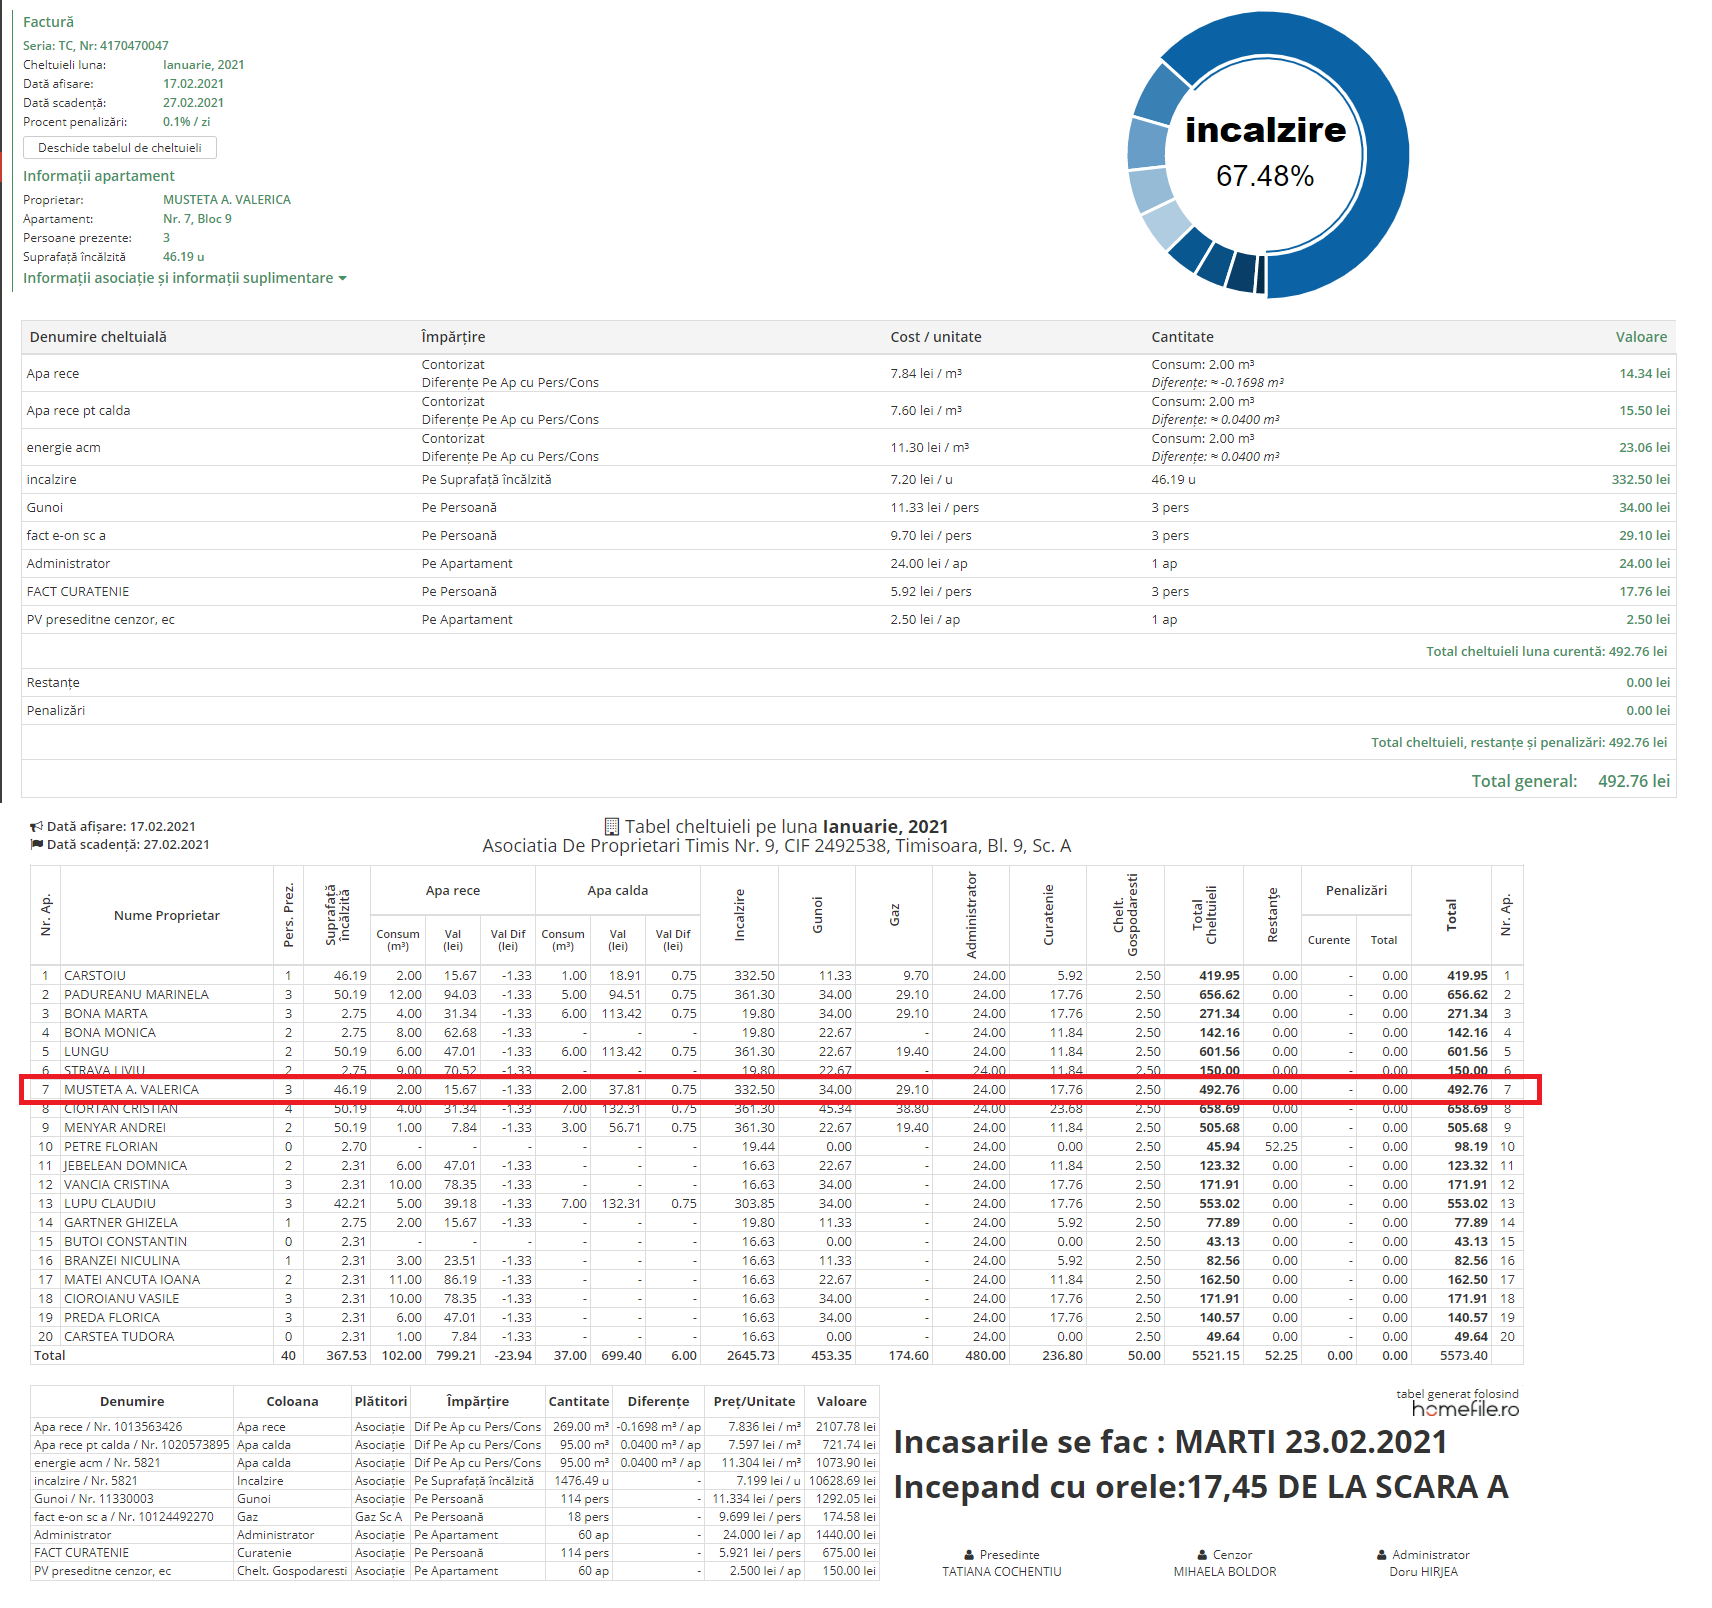 Factură
Seria: TC, Nr: 4170470047
Cheltuieli luna: Ianuarie, 2021
Dată afisare: 17.02.2021
Dată scadență: 27.02.2021
Procent penalizări: 0.1% / zi
Deschide tabelul de cheltuieli
Informații apartament
Proprietar: MUSTETA A. VALERICA
Apartament: Nr. 7, Bloc 9
Persoane prezente: 3
Suprafață încălzită 46.19 u
Informații asociație și informații suplimentare
incalzire
67.48%
Denumire cheltuială Împărțire Cost / unitate Cantitate Valoare
Apa rece Contorizat Diferențe Pe Ap cu Pers/Cons 7.84 lei / m³ Consum: 2.00 m³ Diferențe: ≈ -0.1698 m³ 14.34 lei
Apa rece pt calda Contorizat Diferențe Pe Ap cu Pers/Cons 7.60 lei / m³ Consum: 2.00 m³ Diferențe: ≈ 0.0400 m³ 15.50 lei
energie acm Contorizat Diferențe Pe Ap cu Pers/Cons 11.30 lei / m³ Consum: 2.00 m³ Diferențe: ≈ 0.0400 m³ 23.06 lei
incalzire Pe Suprafață încălzită 7.20 lei / u 46.19 u 332.50 lei
Gunoi Pe Persoană 11.33 lei / pers 3 pers 34.00 lei
fact e-on sc a Pe Persoană 9.70 lei / pers 3 pers 29.10 lei
Administrator Pe Apartament 24.00 lei / ap 1 ap 24.00 lei
FACT CURATENIE Pe Persoană 5.92 lei / pers 3 pers 17.76 lei
PV preseditne cenzor, ec Pe Apartament 2.50 lei / ap 1 ap 2.50 lei
Total cheltuieli luna curentă: 492.76 lei
Restanțe 0.00 lei
Penalizări 0.00 lei
Total cheltuieli, restanțe și penalizări: 492.76 lei
Total general: 492.76 lei
Dată afișare: 17.02.2021
Dată scadență: 27.02.2021
Tabel cheltuieli pe luna Ianuarie, 2021
Asociatia De Proprietari Timis Nr. 9, CIF 2492538, Timisoara, Bl. 9, Sc. A
Nr. Ap. Nume Proprietar Pers. Prez. Suprafață încălzită Apa rece Apa calda Incalzire Gunoi Gaz Administrator Curatenie Chelt. Gospodaresti Total Cheltuieli Restanțe Penalizări Total Nr. Ap.
Consum (m³) Val (lei) Val Dif (lei) Consum (m³) Val (lei) Val Dif (lei) Curente Total
1 CARSTOIU 1 46.19 2.00 15.67 -1.33 1.00 18.91 0.75 332.50 11.33 9.70 24.00 5.92 2.50 419.95 0.00 - 0.00 419.95 1
2 PADUREANU MARINELA 3 50.19 12.00 94.03 -1.33 5.00 94.51 0.75 361.30 34.00 29.10 24.00 17.76 2.50 656.62 0.00 - 0.00 656.62 2
3 BONA MARTA 3 2.75 4.00 31.34 -1.33 6.00 113.42 0.75 19.80 34.00 29.10 24.00 17.76 2.50 271.34 0.00 - 0.00 271.34 3
4 BONA MONICA 2 2.75 8.00 62.68 -1.33 - - - 19.80 22.67 - 24.00 11.84 2.50 142.16 0.00 - 0.00 142.16 4
5 LUNGU 2 50.19 6.00 47.01 -1.33 6.00 113.42 0.75 361.30 22.67 19.40 24.00 11.84 2.50 601.56 0.00 - 0.00 601.56 5
6 STRAVA LIVIU 2 2.75 9.00 70.52 -1.33 - - - 19.80 22.67 - 24.00 11.84 2.50 150.00 0.00 - 0.00 150.00 6
7 MUSTETA A. VALERICA 3 46.19 2.00 15.67 -1.33 2.00 37.81 0.75 332.50 34.00 29.10 24.00 17.76 2.50 492.76 0.00 - 0.00 492.76 7
8 CIORTAN CRISTIAN 4 50.19 4.00 31.34 -1.33 7.00 132.31 0.75 361.30 45.34 38.80 24.00 23.68 2.50 658.69 0.00 - 0.00 658.69 8
9 MENYAR ANDREI 2 50.19 1.00 7.84 -1.33 3.00 56.71 0.75 361.30 22.67 19.40 24.00 11.84 2.50 505.68 0.00 - 0.00 505.68 9
10 PETRE FLORIAN 0 2.70 - - - - - - 19.44 0.00 - 24.00 0.00 2.50 45.94 52.25 - 0.00 98.19 10
11 JEBELEAN DOMNICA 2 2.31 6.00 47.01 -1.33 - - - 16.63 22.67 - 24.00 11.84 2.50 123.32 0.00 - 0.00 123.32 11
12 VANCIA CRISTINA 3 2.31 10.00 78.35 -1.33 - - - 16.63 34.00 - 24.00 17.76 2.50 171.91 0.00 - 0.00 171.91 12
13 LUPU CLAUDIU 3 42.21 5.00 39.18 -1.33 7.00 132.31 0.75 303.85 34.00 - 24.00 17.76 2.50 553.02 0.00 - 0.00 553.02 13
14 GARTNER GHIZELA 1 2.75 2.00 15.67 -1.33 - - - 19.80 11.33 - 24.00 5.92 2.50 77.89 0.00 - 0.00 77.89 14
15 BUTOI CONSTANTIN 0 2.31 - - - - - - 16.63 0.00 - 24.00 0.00 2.50 43.13 0.00 - 0.00 43.13 15
16 BRANZEI NICULINA 1 2.31 3.00 23.51 -1.33 - - - 16.63 11.33 - 24.00 5.92 2.50 82.56 0.00 - 0.00 82.56 16
17 MATEI ANCUTA IOANA 2 2.31 11.00 86.19 -1.33 - - - 16.63 22.67 - 24.00 11.84 2.50 162.50 0.00 - 0.00 162.50 17
18 CIOROIANU VASILE 3 2.31 10.00 78.35 -1.33 - - - 16.63 34.00 - 24.00 17.76 2.50 171.91 0.00 - 0.00 171.91 18
19 PREDA FLORICA 3 2.31 6.00 47.01 -1.33 - - - 16.63 34.00 - 24.00 17.76 2.50 140.57 0.00 - 0.00 140.57 19
20 CARSTEA TUDORA 0 2.31 1.00 7.84 -1.33 - - - 16.63 0.00 - 24.00 0.00 2.50 49.64 0.00 - 0.00 49.64 20
Total 40 367.53 102.00 799.21 -23.94 37.00 699.40 6.00 2645.73 453.35 174.60 480.00 236.80 50.00 5521.15 52.25 0.00 0.00 5573.40
Denumire Coloana Plătitori Împărțire Cantitate Diferențe Preț/Unitate Valoare
Apa rece / Nr. 1013563426 Apa rece Asociație Dif Pe Ap cu Pers/Cons 269.00 m³ -0.1698 m³ / ap 7.836 lei / m³ 2107.78 lei
Apa rece pt calda / Nr. 1020573895 Apa calda Asociație Dif Pe Ap cu Pers/Cons 95.00 m³ 0.0400 m³ / ap 7.597 lei / m³ 721.74 lei
energie acm / Nr. 5821 Apa calda Asociație Dif Pe Ap cu Pers/Cons 95.00 m³ 0.0400 m³ / ap 11.304 lei / m³ 1073.90 lei
incalzire / Nr. 5821 Incalzire Asociație Pe Suprafață încălzită 1476.49 u - 7.199 lei / u 10628.69 lei
Gunoi / Nr. 11330003 Gunoi Asociație Pe Persoană 114 pers - 11.334 lei / pers 1292.05 lei
fact e-on sc a / Nr. 10124492270 Gaz Gaz Sc A Pe Persoană 18 pers - 9.699 lei / pers 174.58 lei
Administrator Administrator Asociație Pe Apartament 60 ap - 24.000 lei / ap 1440.00 lei
FACT CURATENIE Curatenie Asociație Pe Persoană 114 pers - 5.921 lei / pers 675.00 lei
PV preseditne cenzor, ec Chelt. Gospodaresti Asociație Pe Apartament 60 ap - 2.500 lei / ap 150.00 lei
tabel generat folosind
homefile.ro
Incasarile se fac : MARTI 23.02.2021
Incepand cu orele:17,45 DE LA SCARA A
Presedinte Cenzor Administrator
TATIANA COCHENTIU MIHAELA BOLDOR Doru HIRJEA